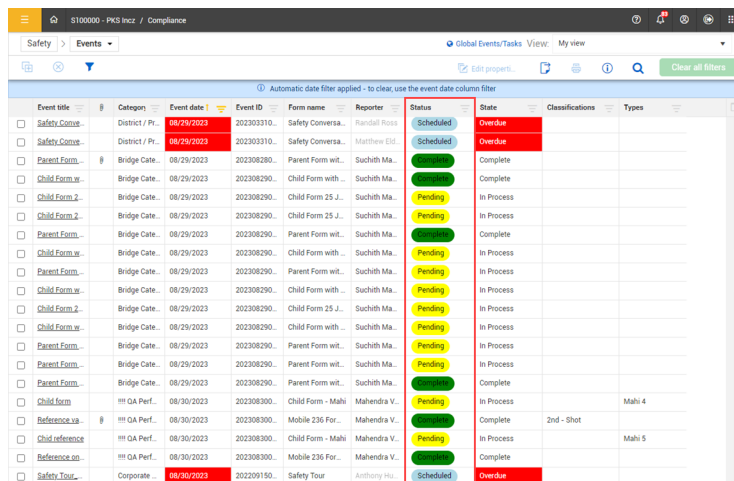 S100000 - PKS Incz / Compliance
83
Safety > Events
Global Events/Tasks View: My view
Edit properti...
Clear all filters
Automatic date filter applied - to clear, use the event date column filter
Event title Category Event date Event ID Form name Reporter Status State Classifications Types
Safety Conve... District / Pr... 08/29/2023 202303310... Safety Conversa... Randall Ross Scheduled Overdue
Safety Conve... District / Pr... 08/29/2023 202303310... Safety Conversa... Matthew Eld... Scheduled Overdue
Parent Form ... Bridge Cate... 08/29/2023 202308280... Parent Form wit... Suchith Ma... Complete Complete
Child Form w... Bridge Cate... 08/29/2023 202308290... Child Form with ... Suchith Ma... Complete Complete
Child Form 2... Bridge Cate... 08/29/2023 202308290... Child Form 25 J... Suchith Ma... Pending In Process
Child Form 2... Bridge Cate... 08/29/2023 202308290... Child Form 25 J... Suchith Ma... Pending In Process
Parent Form ... Bridge Cate... 08/29/2023 202308290... Parent Form wit... Suchith Ma... Complete Complete
Child Form w... Bridge Cate... 08/29/2023 202308290... Child Form with ... Suchith Ma... Pending In Process
Parent Form ... Bridge Cate... 08/29/2023 202308290... Parent Form wit... Suchith Ma... Pending In Process
Child Form w... Bridge Cate... 08/29/2023 202308290... Child Form with ... Suchith Ma... Pending In Process
Child Form 2... Bridge Cate... 08/29/2023 202308290... Child Form 25 J... Suchith Ma... Pending In Process
Child Form w... Bridge Cate... 08/29/2023 202308290... Child Form with ... Suchith Ma... Pending In Process
Parent Form ... Bridge Cate... 08/29/2023 202308290... Parent Form wit... Suchith Ma... Pending In Process
Parent Form ... Bridge Cate... 08/29/2023 202308290... Parent Form wit... Suchith Ma... Pending In Process
Parent Form ... Bridge Cate... 08/29/2023 202308290... Parent Form wit... Suchith Ma... Complete Complete
Child form !!!! QA Perf... 08/30/2023 202308300... Child Form - Mahi Mahendra V... Pending In Process Mahi 4
Reference va... !!!! QA Perf... 08/30/2023 202308300... Mobile 236 For... Mahendra V... Complete Complete 2nd - Shot
Chid reference !!!! QA Perf... 08/30/2023 202308300... Child Form - Mahi Mahendra V... Pending In Process Mahi 5
Reference on... !!!! QA Perf... 08/30/2023 202308300... Mobile 236 For... Mahendra V... Complete Complete
Safety Tour_... Corporate ... 08/30/2023 202209150... Safety Tour Anthony Hu... Scheduled Overdue